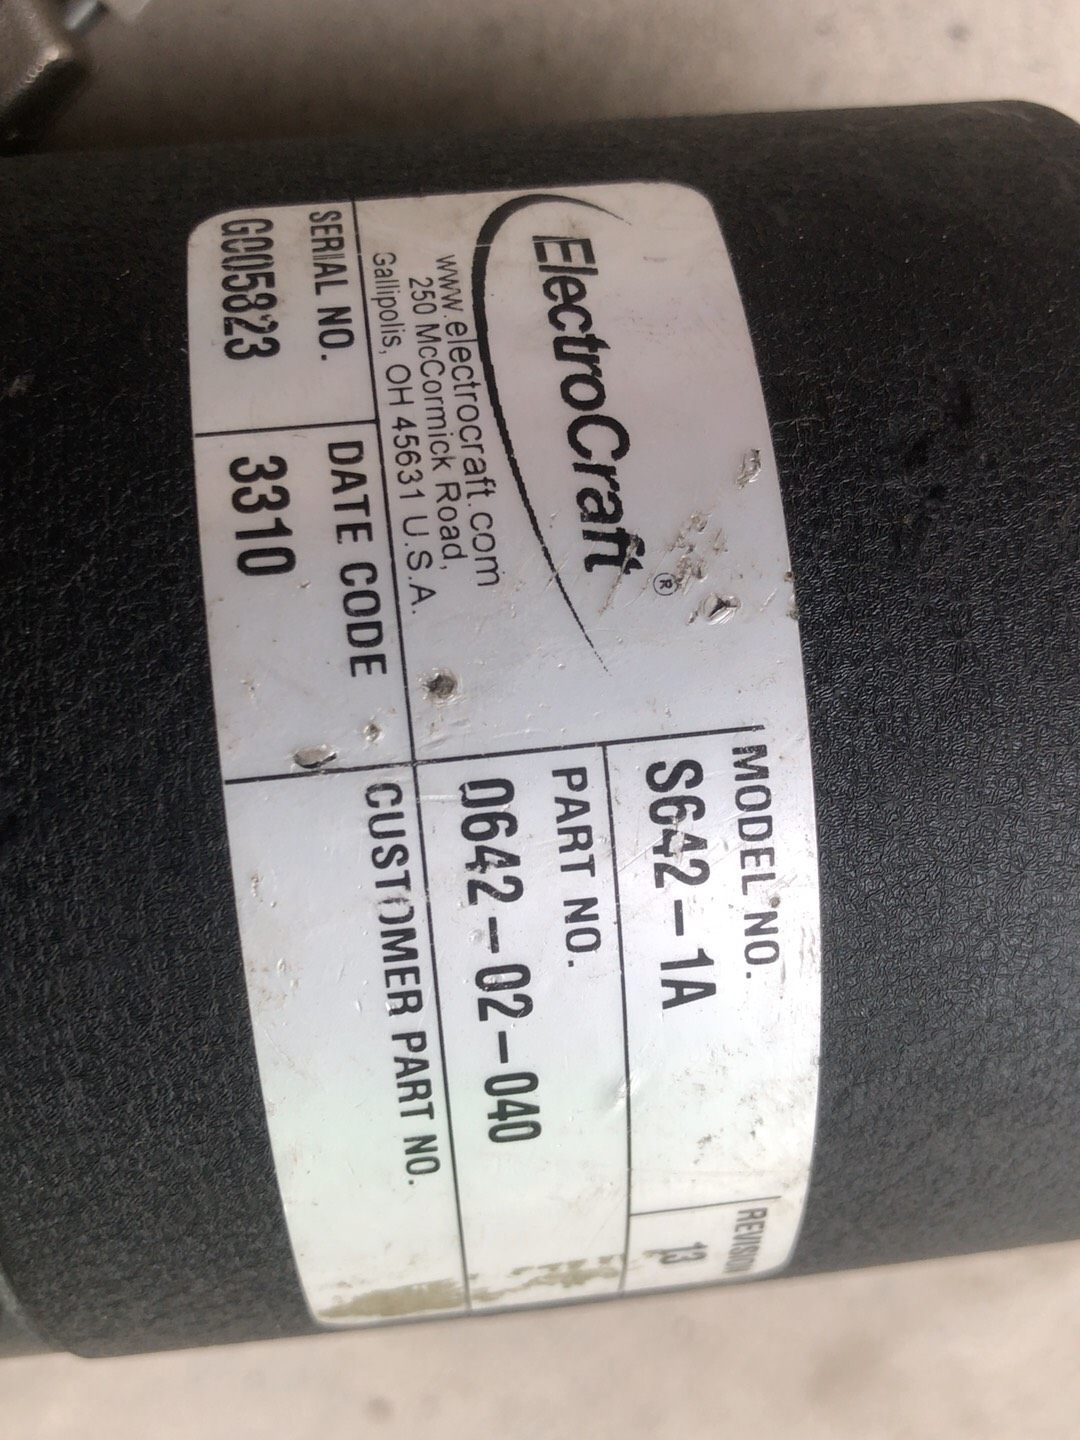 ElectroCraft®
www.electrocraft.com
250 McCormick Road,
Gallipolis, OH 45631 U.S.A.
MODEL NO.
S642-1A
REVISION
13
PART NO.
0642-02-040
SERIAL NO.
G005823
DATE CODE
3310
CUSTOMER PART NO.